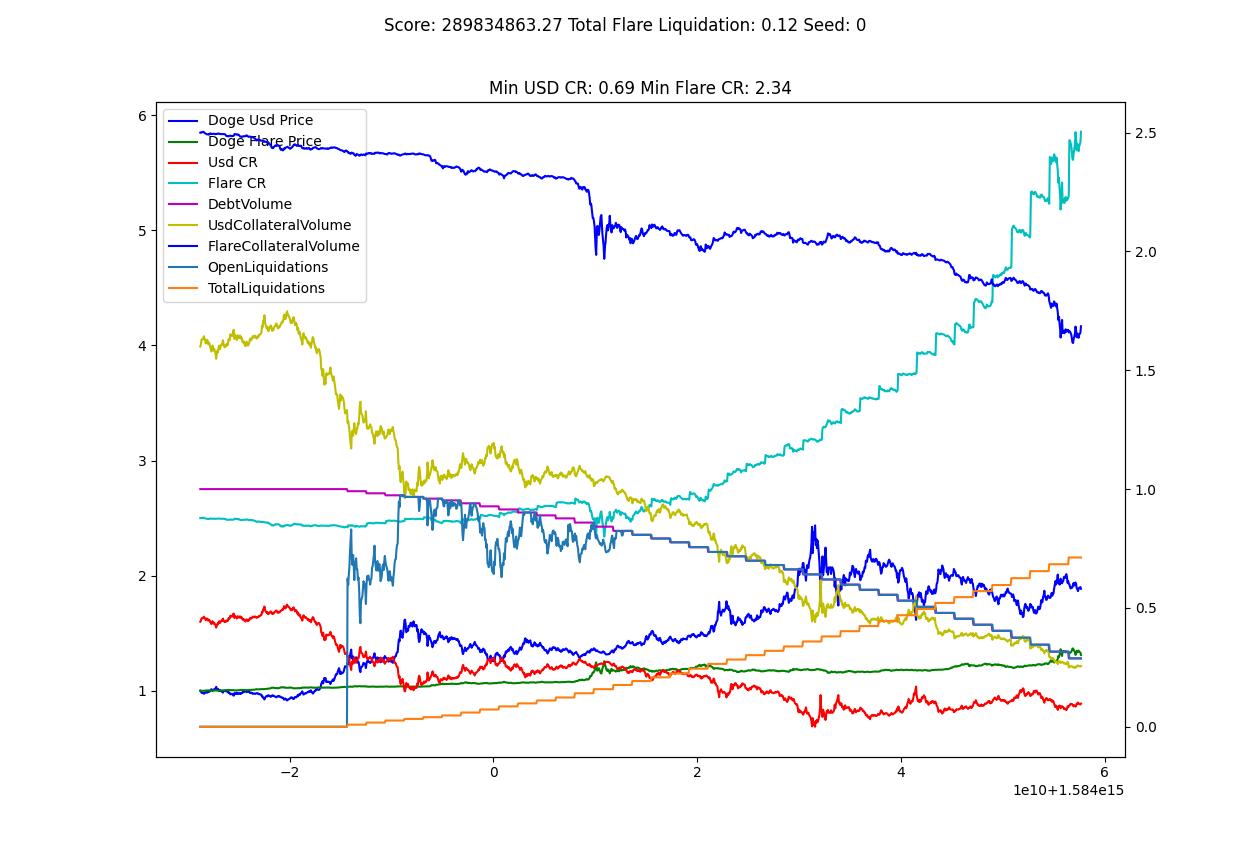 Score: 289834863.27 Total Flare Liquidation: 0.12 Seed: 0
Min USD CR: 0.69 Min Flare CR: 2.34
Doge Usd Price
Doge Flare Price
Usd CR
Flare CR
DebtVolume
UsdCollateralVolume
FlareCollateralVolume
OpenLiquidations
TotalLiquidations
6
5
4
3
2
1
2.5
2.0
1.5
1.0
0.5
0.0
−2
0
2
4
6
1e10+1.584e15